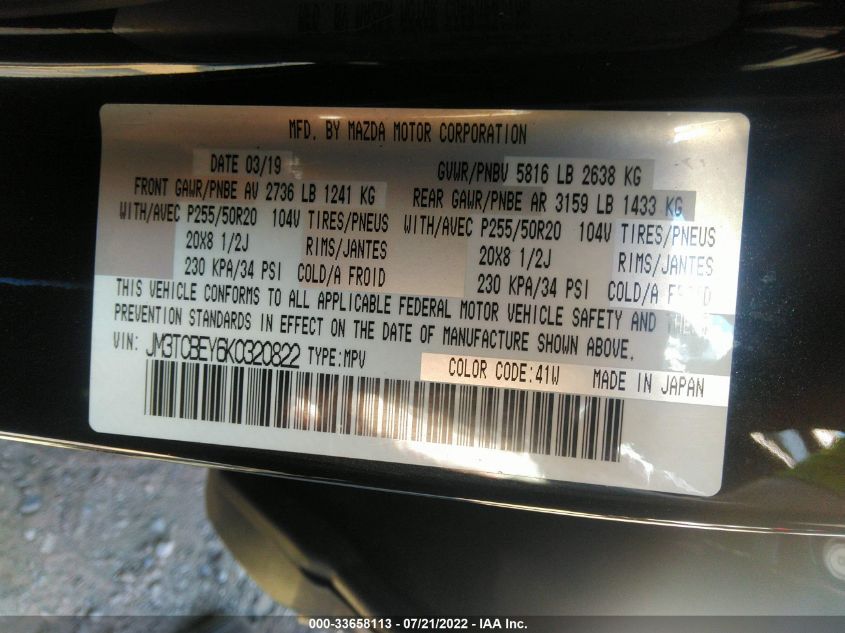 MFD. BY MAZDA MOTOR CORPORATION
DATE 03/19 GVWR/PNBV 5816 LB 2638 KG
FRONT GAWR/PNBE AV 2736 LB 1241 KG REAR GAWR/PNBE AR 3159 LB 1433 KG
WITH/AVEC P255/50R20 104V TIRES/PNEUS WITH/AVEC P255/50R20 104V TIRES/PNEUS
20X8 1/2J RIMS/JANTES 20X8 1/2J RIMS/JANTES
230 KPA/34 PSI COLD/A FROID 230 KPA/34 PSI COLD/A FROID
THIS VEHICLE CONFORMS TO ALL APPLICABLE FEDERAL MOTOR VEHICLE SAFETY AND THEFT
PREVENTION STANDARDS IN EFFECT ON THE DATE OF MANUFACTURE SHOWN ABOVE.
VIN: JM3TCBEY6K0320822 TYPE:MPV
COLOR CODE:41W MADE IN JAPAN
000-33658113 - 07/21/2022 - IAA Inc.